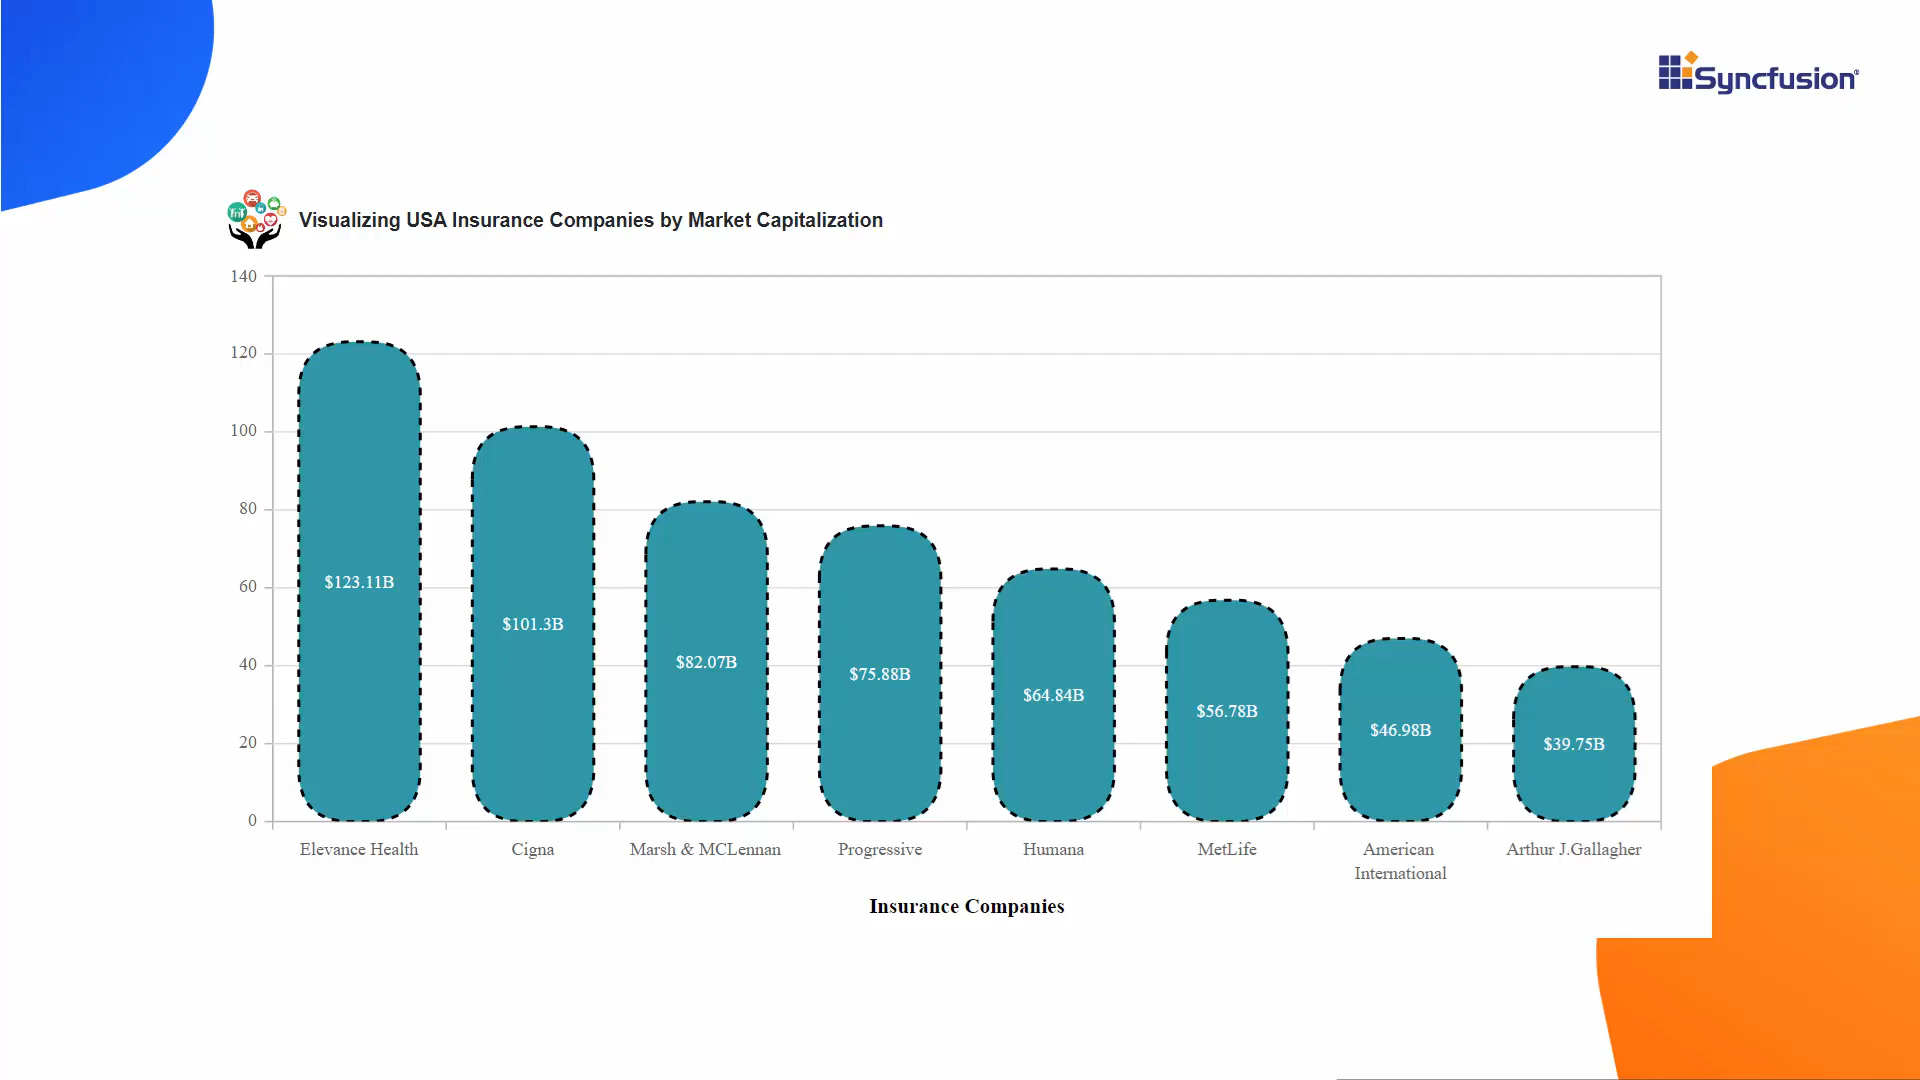 Syncfusion®
Visualizing USA Insurance Companies by Market Capitalization
140
120
100
80
60
40
20
0
$123.11B
$101.3B
$82.07B
$75.88B
$64.84B
$56.78B
$46.98B
$39.75B
Elevance Health
Cigna
Marsh & MCLennan
Progressive
Humana
MetLife
American
International
Arthur J.Gallagher
Insurance Companies